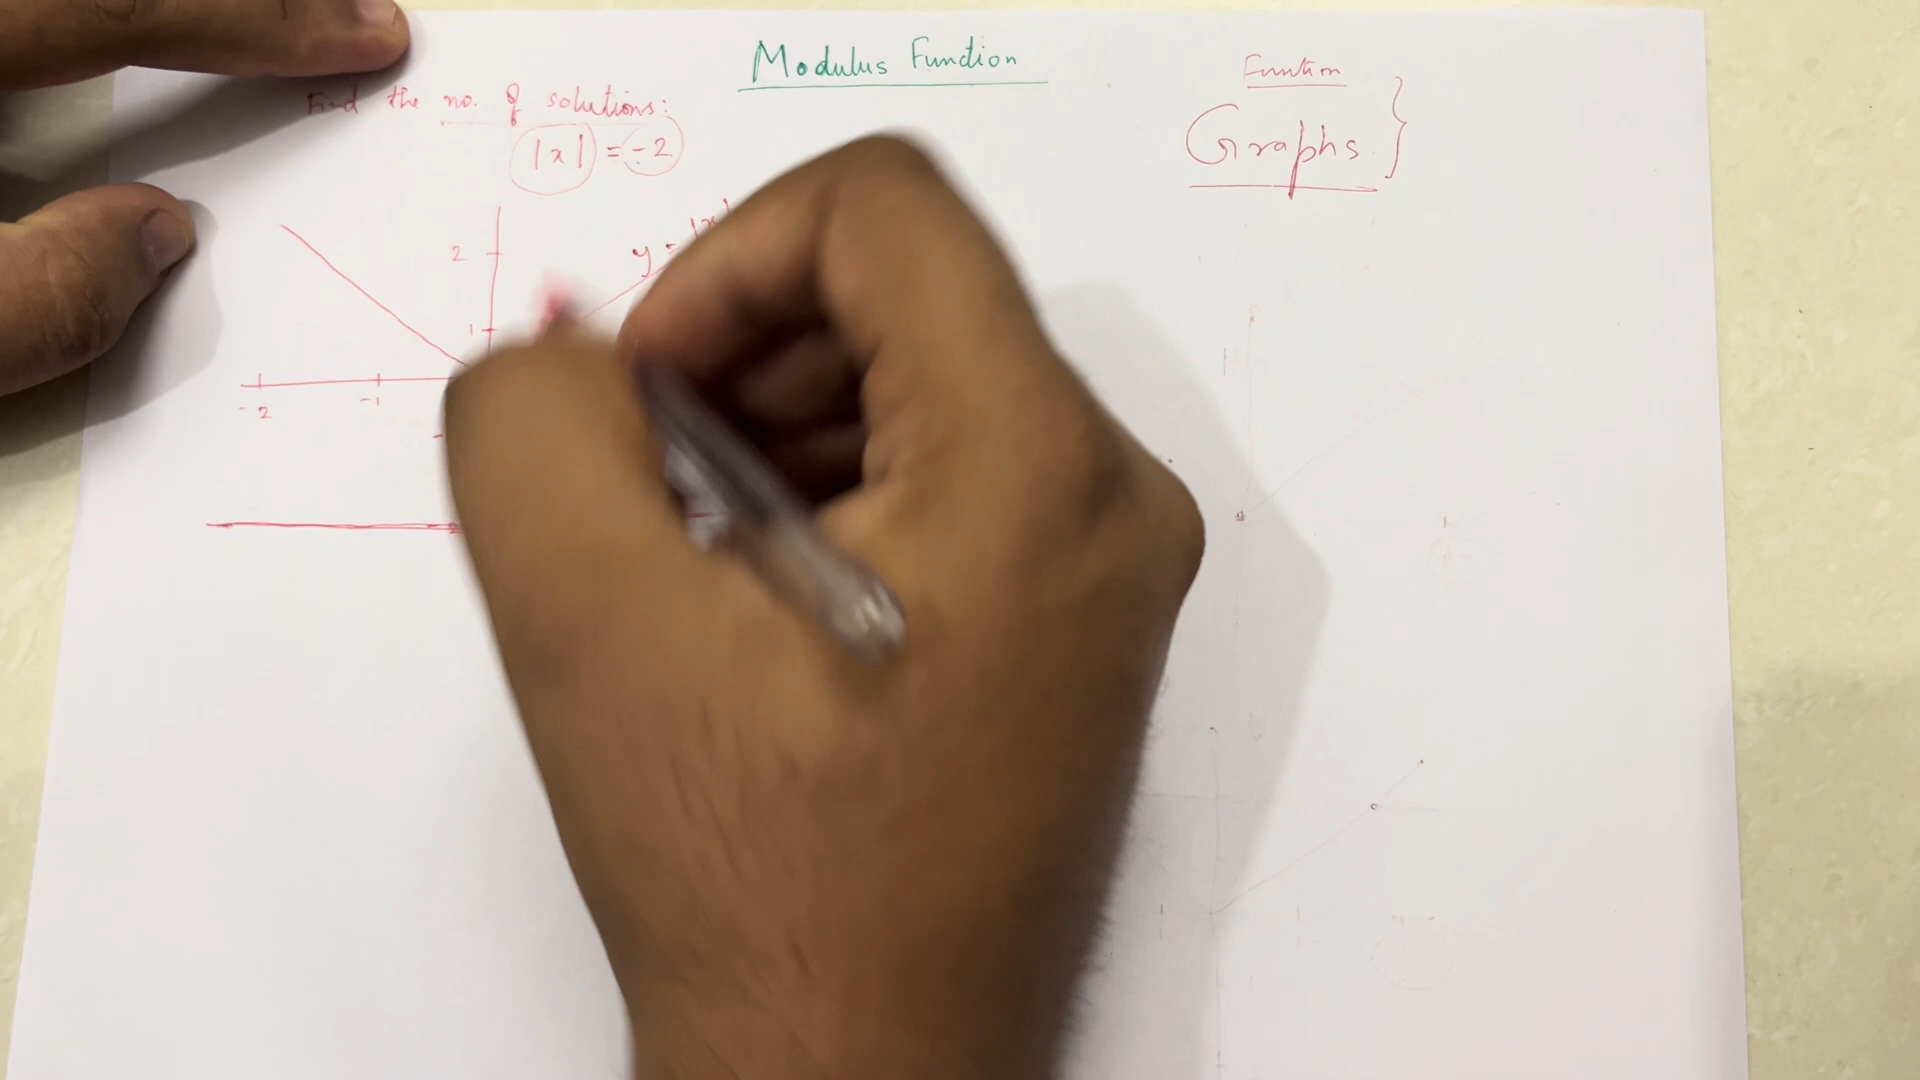 Modulus Function
Function
Graphs
Find the no. of solutions:
|x| = -2
y = |x|
2
1
-2
-1